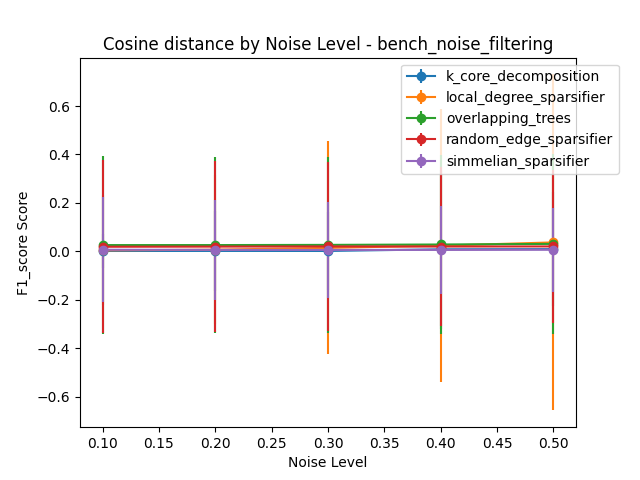 Cosine distance by Noise Level - bench_noise_filtering
k_core_decomposition
local_degree_sparsifier
overlapping_trees
random_edge_sparsifier
simmelian_sparsifier
F1_score Score
0.6
0.4
0.2
0.0
−0.2
−0.4
−0.6
0.10 0.15 0.20 0.25 0.30 0.35 0.40 0.45 0.50
Noise Level